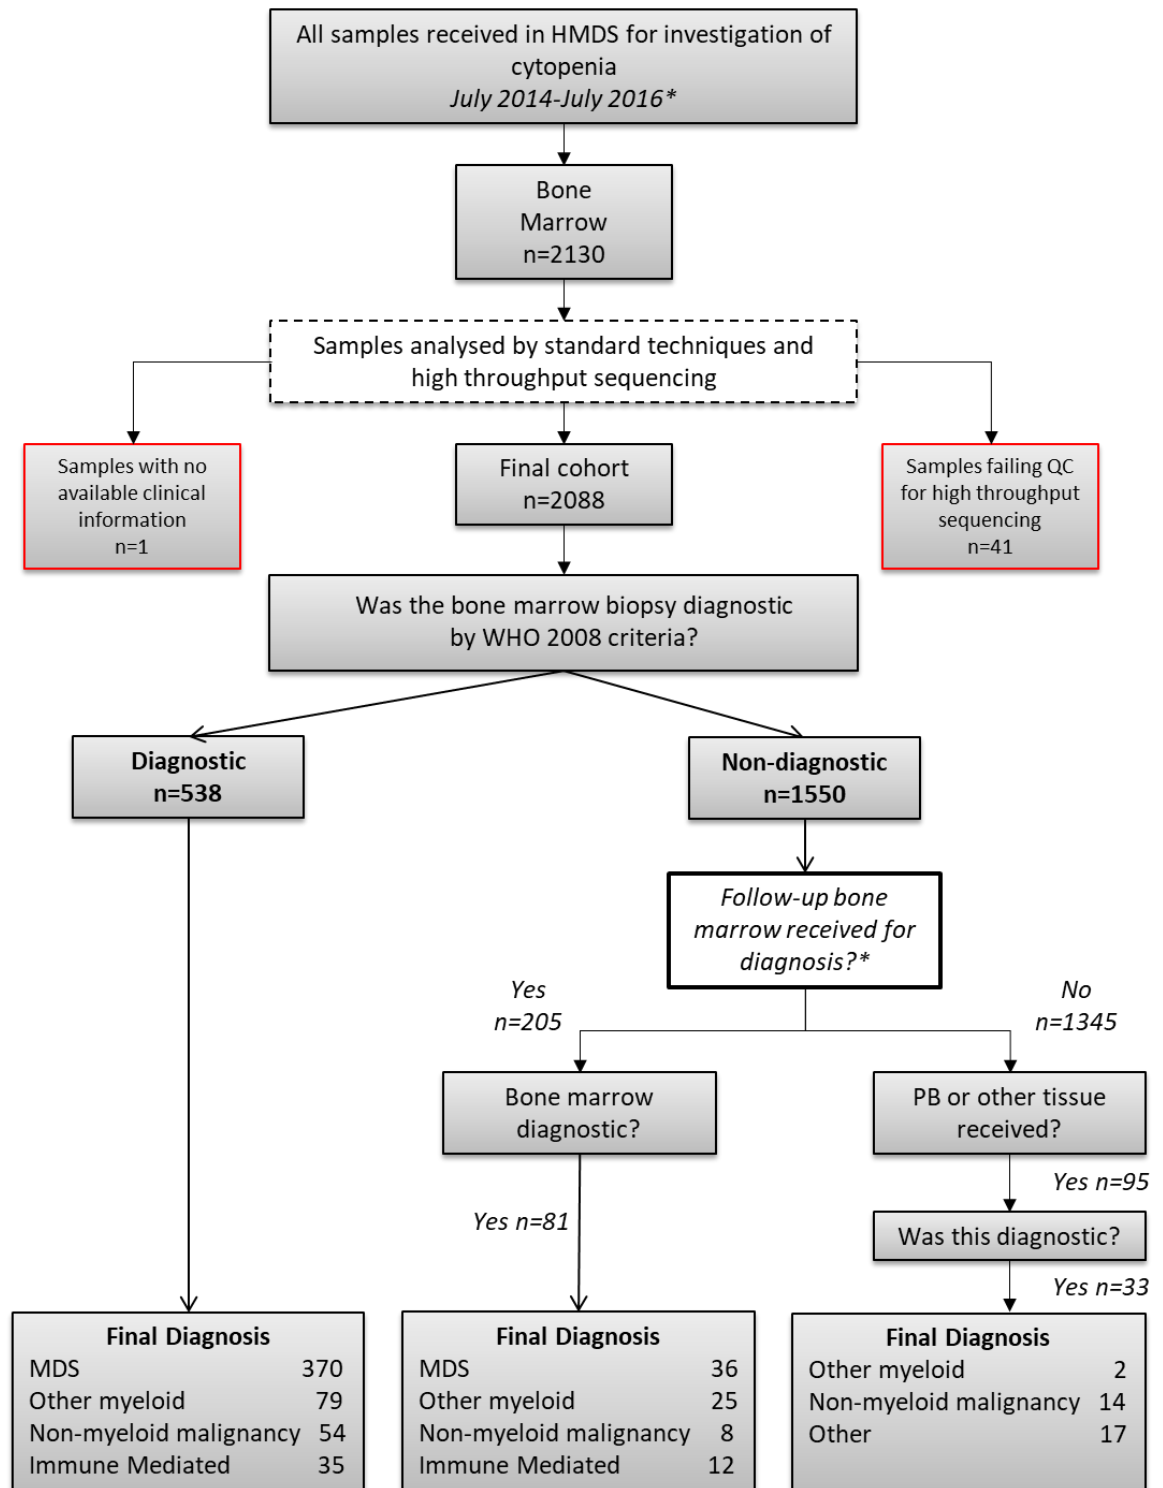 All samples received in HMDS for investigation of
cytopenia
July 2014-July 2016*
Bone
Marrow
n=2130
Samples analysed by standard techniques and
high throughput sequencing
Samples with no
available clinical
information
n=1
Final cohort
n=2088
Samples failing QC
for high throughput
sequencing
n=41
Was the bone marrow biopsy diagnostic
by WHO 2008 criteria?
Diagnostic
n=538
Non-diagnostic
n=1550
Follow-up bone
marrow received for
diagnosis?*
Yes
n=205
No
n=1345
Bone marrow
diagnostic?
PB or other tissue
received?
Yes n=95
Yes n=81
Was this diagnostic?
Yes n=33
Final Diagnosis
MDS 370
Other myeloid 79
Non-myeloid malignancy 54
Immune Mediated 35
Final Diagnosis
MDS 36
Other myeloid 25
Non-myeloid malignancy 8
Immune Mediated 12
Final Diagnosis
Other myeloid 2
Non-myeloid malignancy 14
Other 17